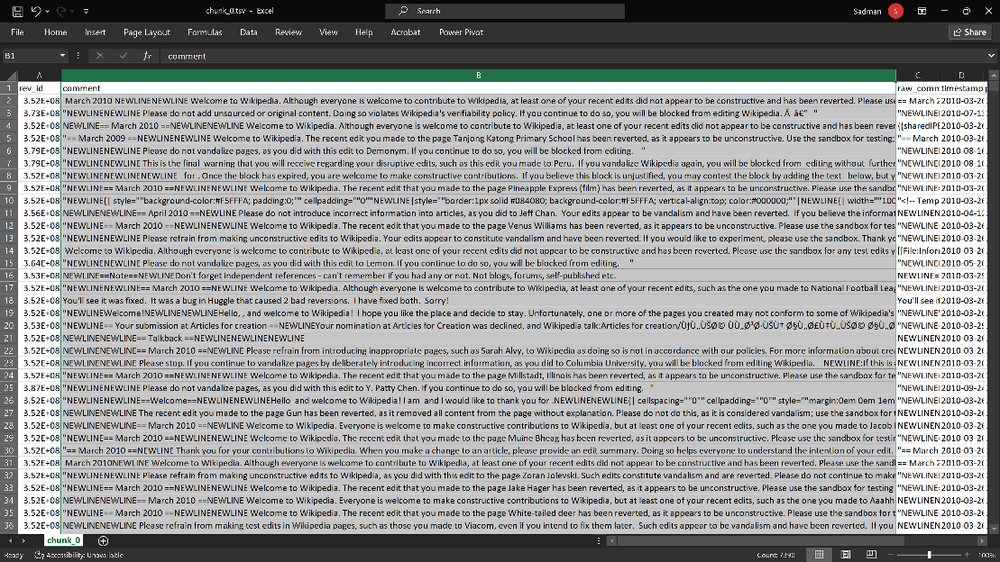 chunk_0.tsv - Excel
Search
Sadman
S
File Home Insert Page Layout Formulas Data Review View Help Acrobat Power Pivot
Share
B1 fx comment
A B C D
1 rev_id comment raw_comn timestamp p
2 3.52E+08 March 2010 NEWLINENEWLINE Welcome to Wikipedia. Although everyone is welcome to contribute to Wikipedia, at least one of your recent edits did not appear to be constructive and has been reverted. Please use == March 2 2010-03-26
3 3.73E+08 "NEWLINENEWLINE Please do not add unsourced or original content. Doing so violates Wikipedia's verifiability policy. If you continue to do so, you will be blocked from editing Wikipedia. Â â€" " "NEWLINEI 2010-07-13
4 3.52E+08 NEWLINE== March 2010 ==NEWLINENEWLINE Welcome to Wikipedia. Although everyone is welcome to contribute to Wikipedia, at least one of your recent edits did not appear to be constructive and has been rever {{sharedIPE 2010-03-26
5 3.52E+08 "== March 2009 ==NEWLINENEWLINE Welcome to Wikipedia. The recent edit you made to the page Tanjong Katong Primary School has been reverted, as it appears to be unconstructive. Use the sandbox for testing; "== March 2010-03-26
6 3.79E+08 "NEWLINENEWLINE Please do not vandalize pages, as you did with this edit to Demonym. If you continue to do so, you will be blocked from editing. " "NEWLINEI 2010-08-16
7 3.79E+08 "NEWLINENEWLINE This is the final warning that you will receive regarding your disruptive edits, such as this edit you made to Peru. If you vandalize Wikipedia again, you will be blocked from editing without further "NEWLINEI 2010-08-16
8 3.52E+08 "NEWLINENEWLINENEWLINE for . Once the block has expired, you are welcome to make constructive contributions. If you believe this block is unjustified, you may contest the block by adding the text below, but y "NEWLINEI 2010-03-26
9 3.52E+08 "NEWLINE== March 2010 ==NEWLINENEWLINE Welcome to Wikipedia. The recent edit that you made to the page Pineapple Express (film) has been reverted, as it appears to be unconstructive. Please use the sandbo "NEWLINE: 2010-03-26
10 3.52E+08 "NEWLINE{| style=""background-color:#F5FFFA; padding:0;"" cellpadding=""0""NEWLINE|style=""border:1px solid #084080; background-color:#F5FFFA; vertical-align:top; color:#000000;""|NEWLINE{| width=""100 "<!-- Temp 2010-03-26
11 3.56E+08 NEWLINE== April 2010 ==NEWLINE Please do not introduce incorrect information into articles, as you did to Jeff Chan. Your edits appear to be vandalism and have been reverted. If you believe the informat NEWLINEN 2010-04-12
12 3.52E+08 "NEWLINE== March 2010 ==NEWLINENEWLINE Welcome to Wikipedia. The recent edit that you made to the page Venus Williams has been reverted, as it appears to be unconstructive. Please use the sandbox for "NEWLINE: 2010-03-26
13 3.52E+08 "NEWLINENEWLINE Please refrain from making unconstructive edits to Wikipedia. Your edits appear to constitute vandalism and have been reverted. If you would like to experiment, please use the sandbox. Thank yo "NEWLINEI 2010-03-26
14 3.52E+08 Welcome to Wikipedia. Although everyone is welcome to contribute to Wikipedia, at least one of your recent edits did not appear to be constructive and has been reverted. Please use the sandbox for any test edits y [[File:Infor 2010-03-26
15 3.64E+08 "NEWLINENEWLINE Please do not vandalize pages, as you did with this edit to Lemon. If you continue to do so, you will be blocked from editing. " "NEWLINEI 2010-05-26
16 3.53E+08 NEWLINE==Note==NEWLINEDon't forget independent references - can't remember if you had any or not. Not blogs, forums, self-published etc. NEWLINE= 2010-03-29
17 3.52E+08 "NEWLINENEWLINE== March 2010 ==NEWLINE Welcome to Wikipedia. Although everyone is welcome to contribute to Wikipedia, at least one of your recent edits, such as the one you made to National Football Leag "NEWLINEI 2010-03-26
18 3.52E+08 You'll see it was fixed. It was a bug in Huggle that caused 2 bad reversions. I have fixed both. Sorry! You'll see it 2010-03-26
19 3.52E+08 "NEWLINEWelcome!NEWLINENEWLINEHello, , and welcome to Wikipedia! I hope you like the place and decide to stay. Unfortunately, one or more of the pages you created may not conform to some of Wikipedia's "NEWLINE: 2010-03-26
20 3.53E+08 NEWLINE== Your submission at Articles for creation ==NEWLINEYour nomination at Articles for Creation was declined, and Wikipedia talk:Articles for creation/ 2010-03-29
21 3.53E+08 NEWLINENEWLINE== Talkback ==NEWLINENEWLINENEWLINE NEWLINEN 2010-03-26
22 3.52E+08 "NEWLINE== March 2010 ==NEWLINE Please refrain from introducing inappropriate pages, such as Sarah Alvy, to Wikipedia as doing so is not in accordance with our policies. For more information about crea NEWLINEN 2010-03-26
23 3.52E+08 NEWLINENEWLINE Please stop. If you continue to vandalize pages by deliberately introducing incorrect information, as you did to Columbia University, you will be blocked from editing Wikipedia. NEWLINE:If this is a NEWLINEN 2010-03-26
24 3.52E+08 "NEWLINE== March 2010 ==NEWLINENEWLINE Welcome to Wikipedia. The recent edit that you made to the page Millstadt, Illinois has been reverted, as it appears to be unconstructive. Please use the sandbox for te "NEWLINE: 2010-03-26
25 3.87E+08 "NEWLINENEWLINE Please do not vandalize pages, as you did with this edit to Y. Patty Chen. If you continue to do so, you will be blocked from editing. " "NEWLINEI 2010-09-24
26 3.52E+08 "NEWLINENEWLINE==Welcome==NEWLINENEWLINEHello and welcome to Wikipedia! I am and I would like to thank you for .NEWLINENEWLINE{| cellspacing=""0"" cellpadding=""0"" style=""margin:0em 0em 1em "NEWLINEI 2010-03-26
27 3.52E+08 NEWLINENEWLINE The recent edit you made to the page Gun has been reverted, as it removed all content from the page without explanation. Please do not do this, as it is considered vandalism; use the sandbox for t NEWLINEN 2010-03-26
28 3.52E+08 NEWLINENEWLINE== March 2010 ==NEWLINE Welcome to Wikipedia. Everyone is welcome to make constructive contributions to Wikipedia, but at least one of your recent edits, such as the one you made to Jacob I NEWLINEN 2010-03-26
29 3.52E+08 "NEWLINE== March 2010 ==NEWLINENEWLINE Welcome to Wikipedia. The recent edit that you made to the page Muine Bheag has been reverted, as it appears to be unconstructive. Please use the sandbox for testir "NEWLINE: 2010-03-26
30 3.52E+08 "== March 2010 ==NEWLINE Thank you for your contributions to Wikipedia. When you make a change to an article, please provide an edit summary. Doing so helps everyone to understand the intention of your edit. "== March 2010-03-26
31 3.52E+08 March 2010NEWLINE Welcome to Wikipedia. Although everyone is welcome to contribute to Wikipedia, at least one of your recent edits did not appear to be constructive and has been reverted. Please use the sandl == March 2 2010-03-26
32 3.52E+08 "NEWLINENEWLINE Please refrain from making unconstructive edits to Wikipedia, as you did with this edit to the page Zoran Jolevski. Such edits constitute vandalism and are reverted. Please do not continue to make "NEWLINEI 2010-03-26
33 3.52E+08 "NEWLINE== March 2010 ==NEWLINENEWLINE Welcome to Wikipedia. The recent edit that you made to the page Jake Hager has been reverted, as it appears to be unconstructive. Please use the sandbox for testing "NEWLINE: 2010-03-26
34 3.52E+08 NEWLINENEWLINE== March 2010 ==NEWLINE Welcome to Wikipedia. Everyone is welcome to make constructive contributions to Wikipedia, but at least one of your recent edits, such as the one you made to Aaahh NEWLINEN 2010-03-26
35 3.52E+08 "NEWLINE== March 2010 ==NEWLINENEWLINE Welcome to Wikipedia. The recent edit that you made to the page White-tailed deer has been reverted, as it appears to be unconstructive. Please use the sandbox for t "NEWLINE: 2010-03-26
36 3.52E+08 NEWLINENEWLINE Please refrain from making test edits in Wikipedia pages, such as those you made to Viacom, even if you intend to fix them later. Such edits appear to be vandalism and have been reverted. If you NEWLINEN 2010-03-26
chunk_0
Ready Accessibility: Unavailable Count: 7390 100%